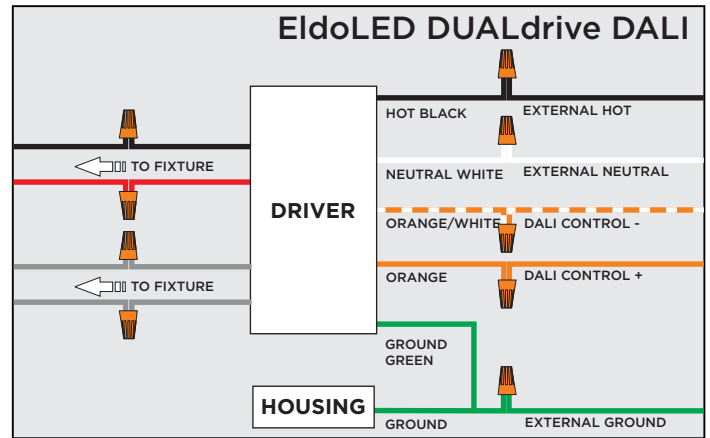 EldoLED DUALdrive DALI
HOT BLACK
EXTERNAL HOT
TO FIXTURE
NEUTRAL WHITE
EXTERNAL NEUTRAL
DRIVER
ORANGE/WHITE
DALI CONTROL -
ORANGE
DALI CONTROL +
TO FIXTURE
GROUND
GREEN
HOUSING
GROUND
EXTERNAL GROUND